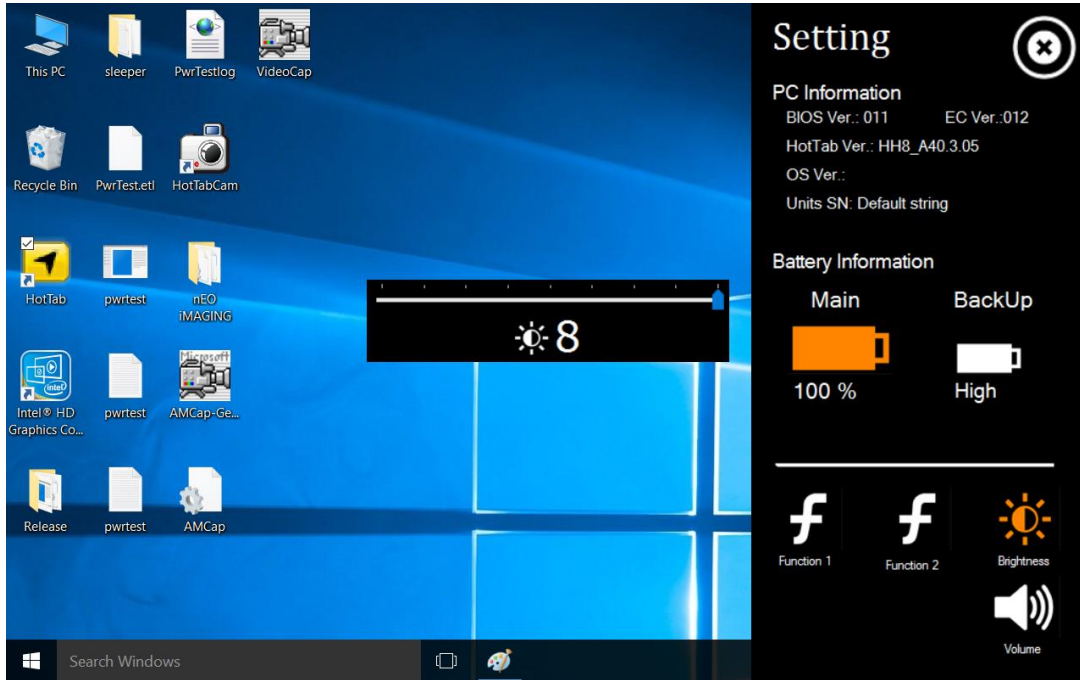 This PC
sleeper
PwrTestlog
VideoCap
Recycle Bin
PwrTest.etl
HotTabCam
HotTab
pwrtest
nEO
iMAGING
Intel® HD
Graphics Co...
pwrtest
Microsoft
AMCap-Ge...
Release
pwrtest
AMCap
8
Search Windows
Setting
PC Information
BIOS Ver.: 011 EC Ver.:012
HotTab Ver.: HH8_A40.3.05
OS Ver.:
Units SN: Default string
Battery Information
Main BackUp
100 % High
Function 1
Function 2
Brightness
Volume